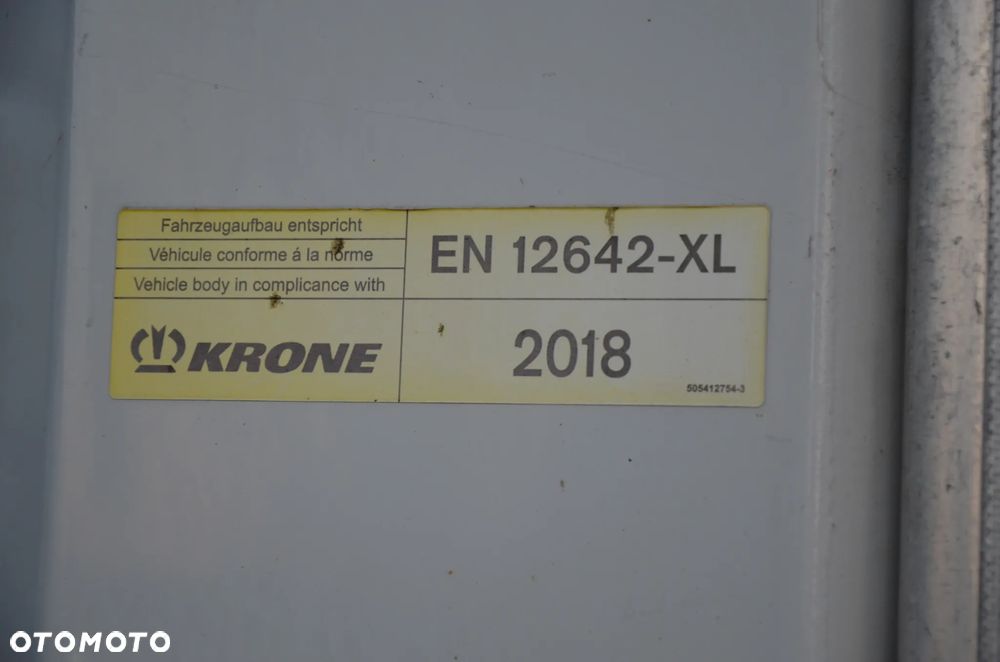 Fahrzeugaufbau entspricht
Véhicule conforme á la norme
Vehicle body in complicance with
EN 12642-XL
KRONE
2018
505412754-3
OTOMOTO